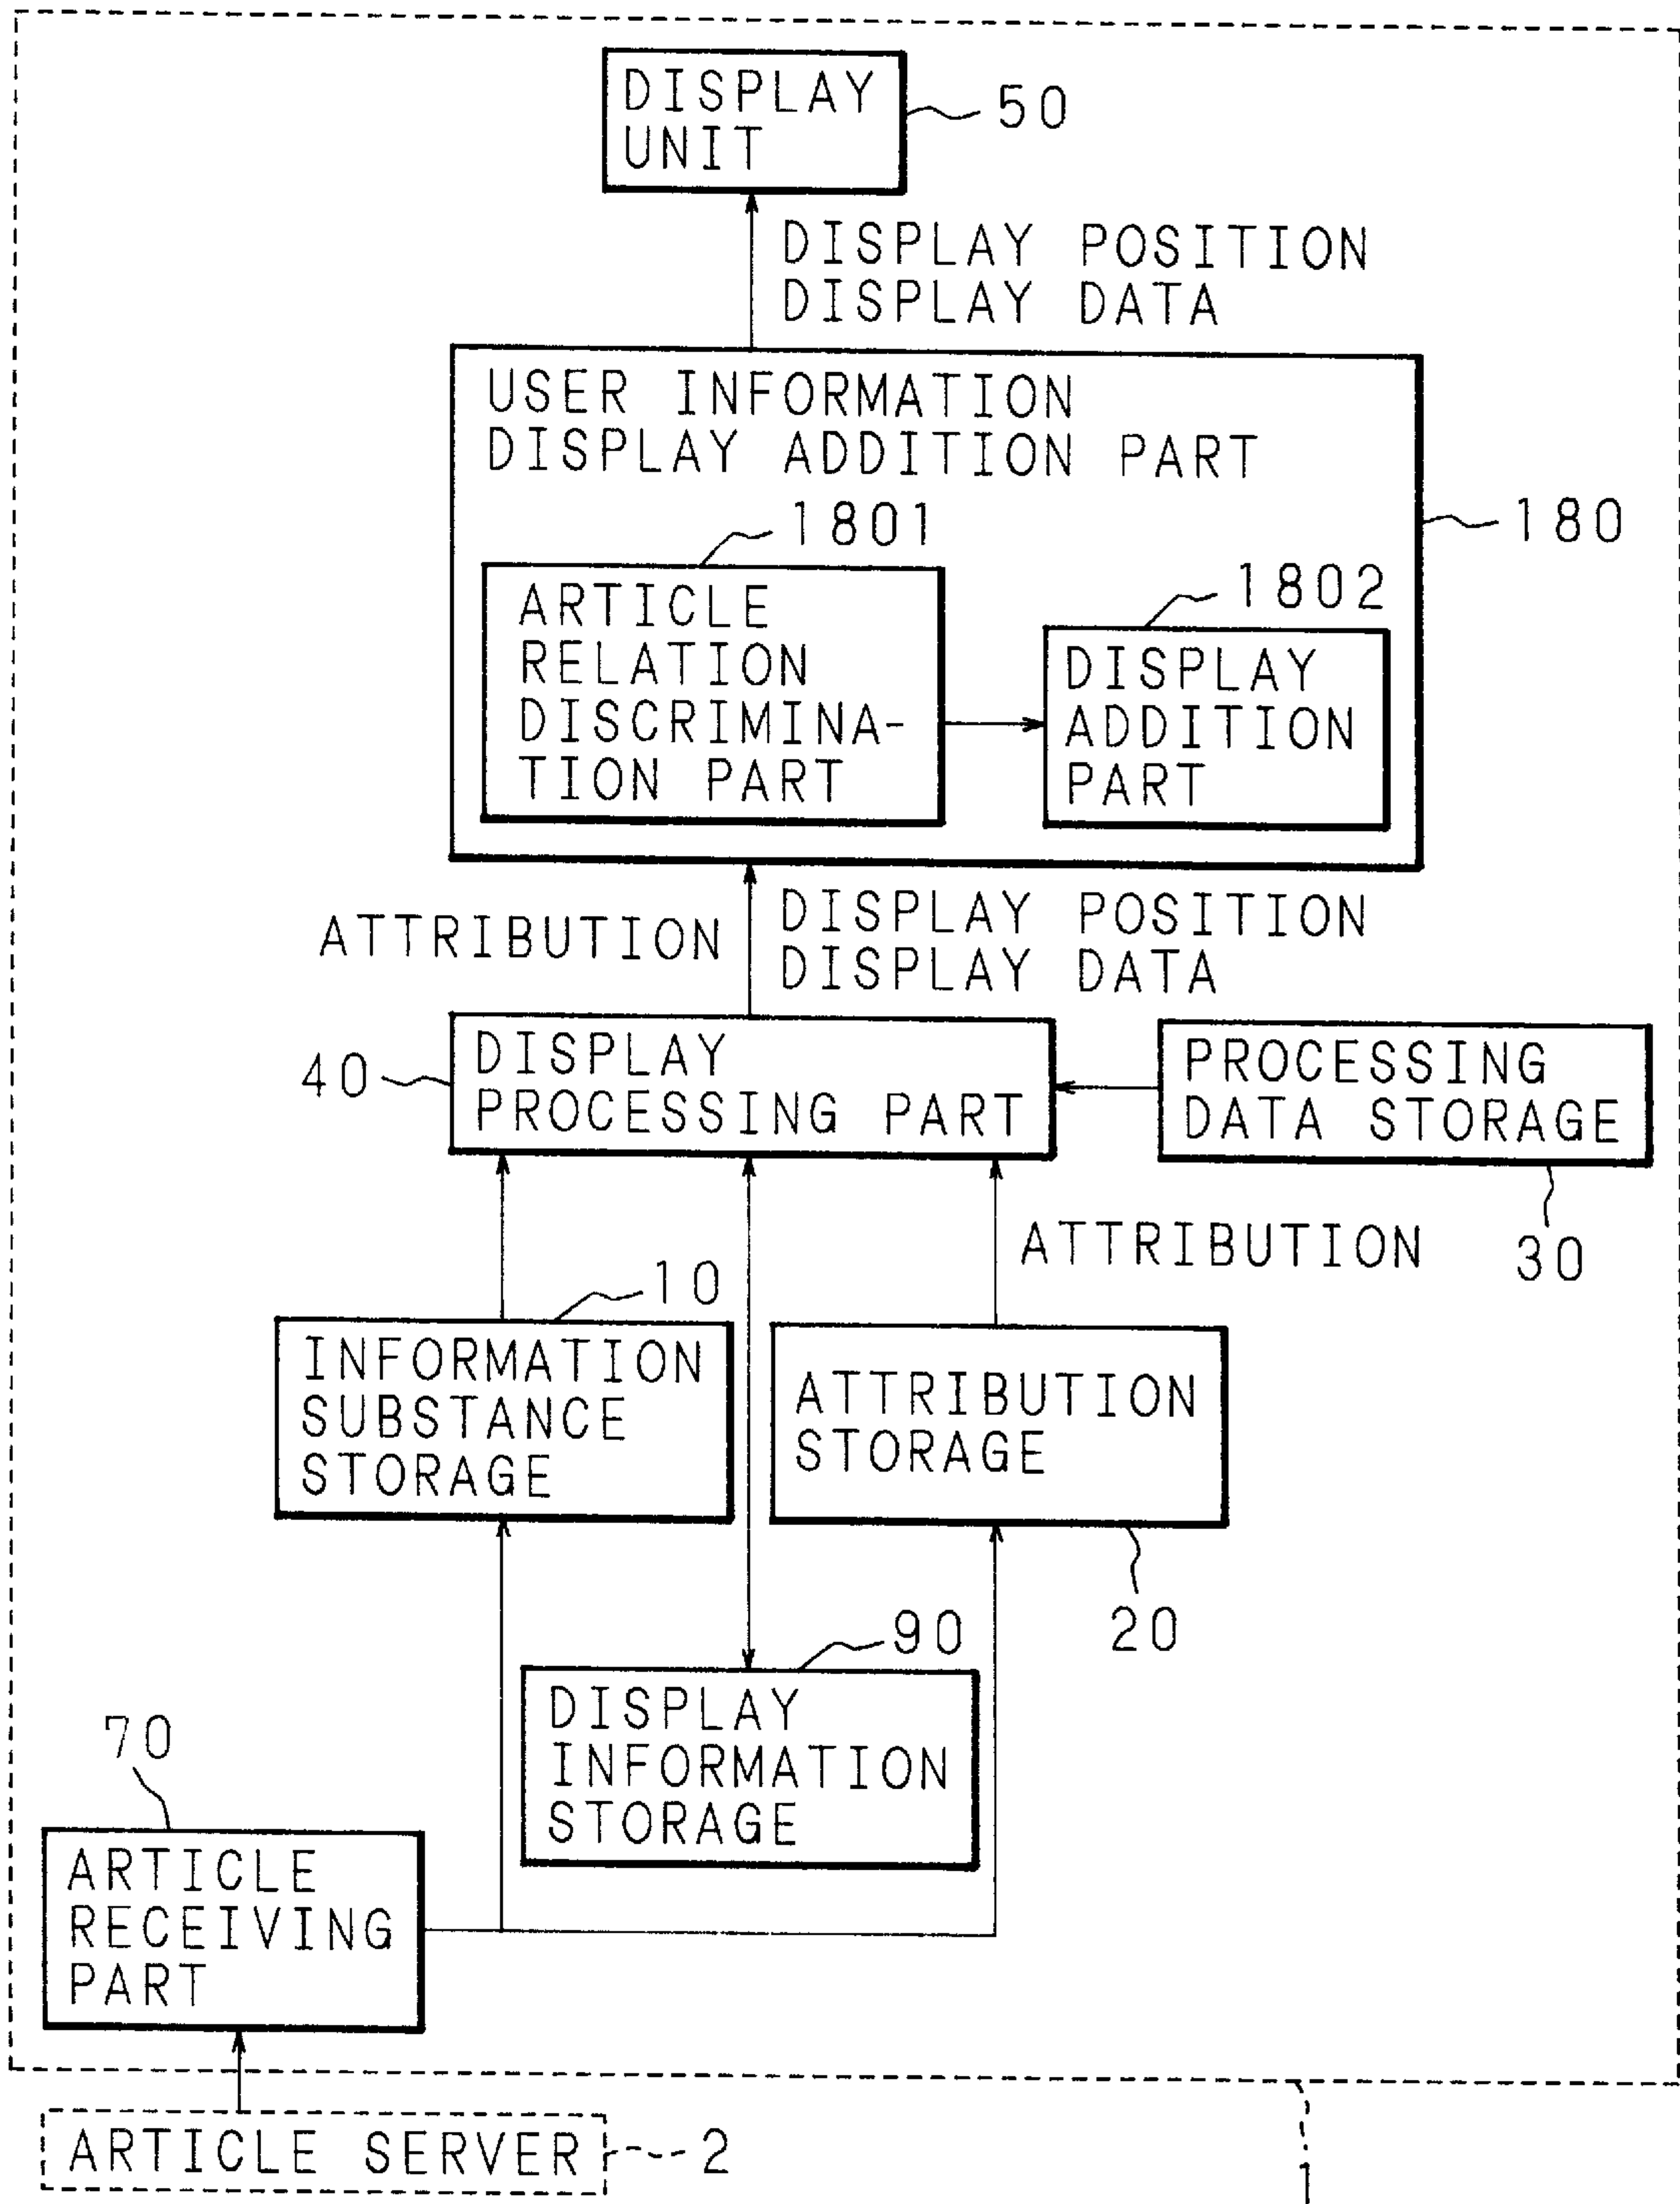 DISPLAY
UNIT
50
DISPLAY POSITION
DISPLAY DATA
USER INFORMATION
DISPLAY ADDITION PART
180
1801
ARTICLE
RELATION
DISCRIMINA-
TION PART
1802
DISPLAY
ADDITION
PART
ATTRIBUTION
DISPLAY POSITION
DISPLAY DATA
40
DISPLAY
PROCESSING PART
PROCESSING
DATA STORAGE
30
ATTRIBUTION
10
INFORMATION
SUBSTANCE
STORAGE
ATTRIBUTION
STORAGE
20
90
DISPLAY
INFORMATION
STORAGE
70
ARTICLE
RECEIVING
PART
ARTICLE SERVER
2
1